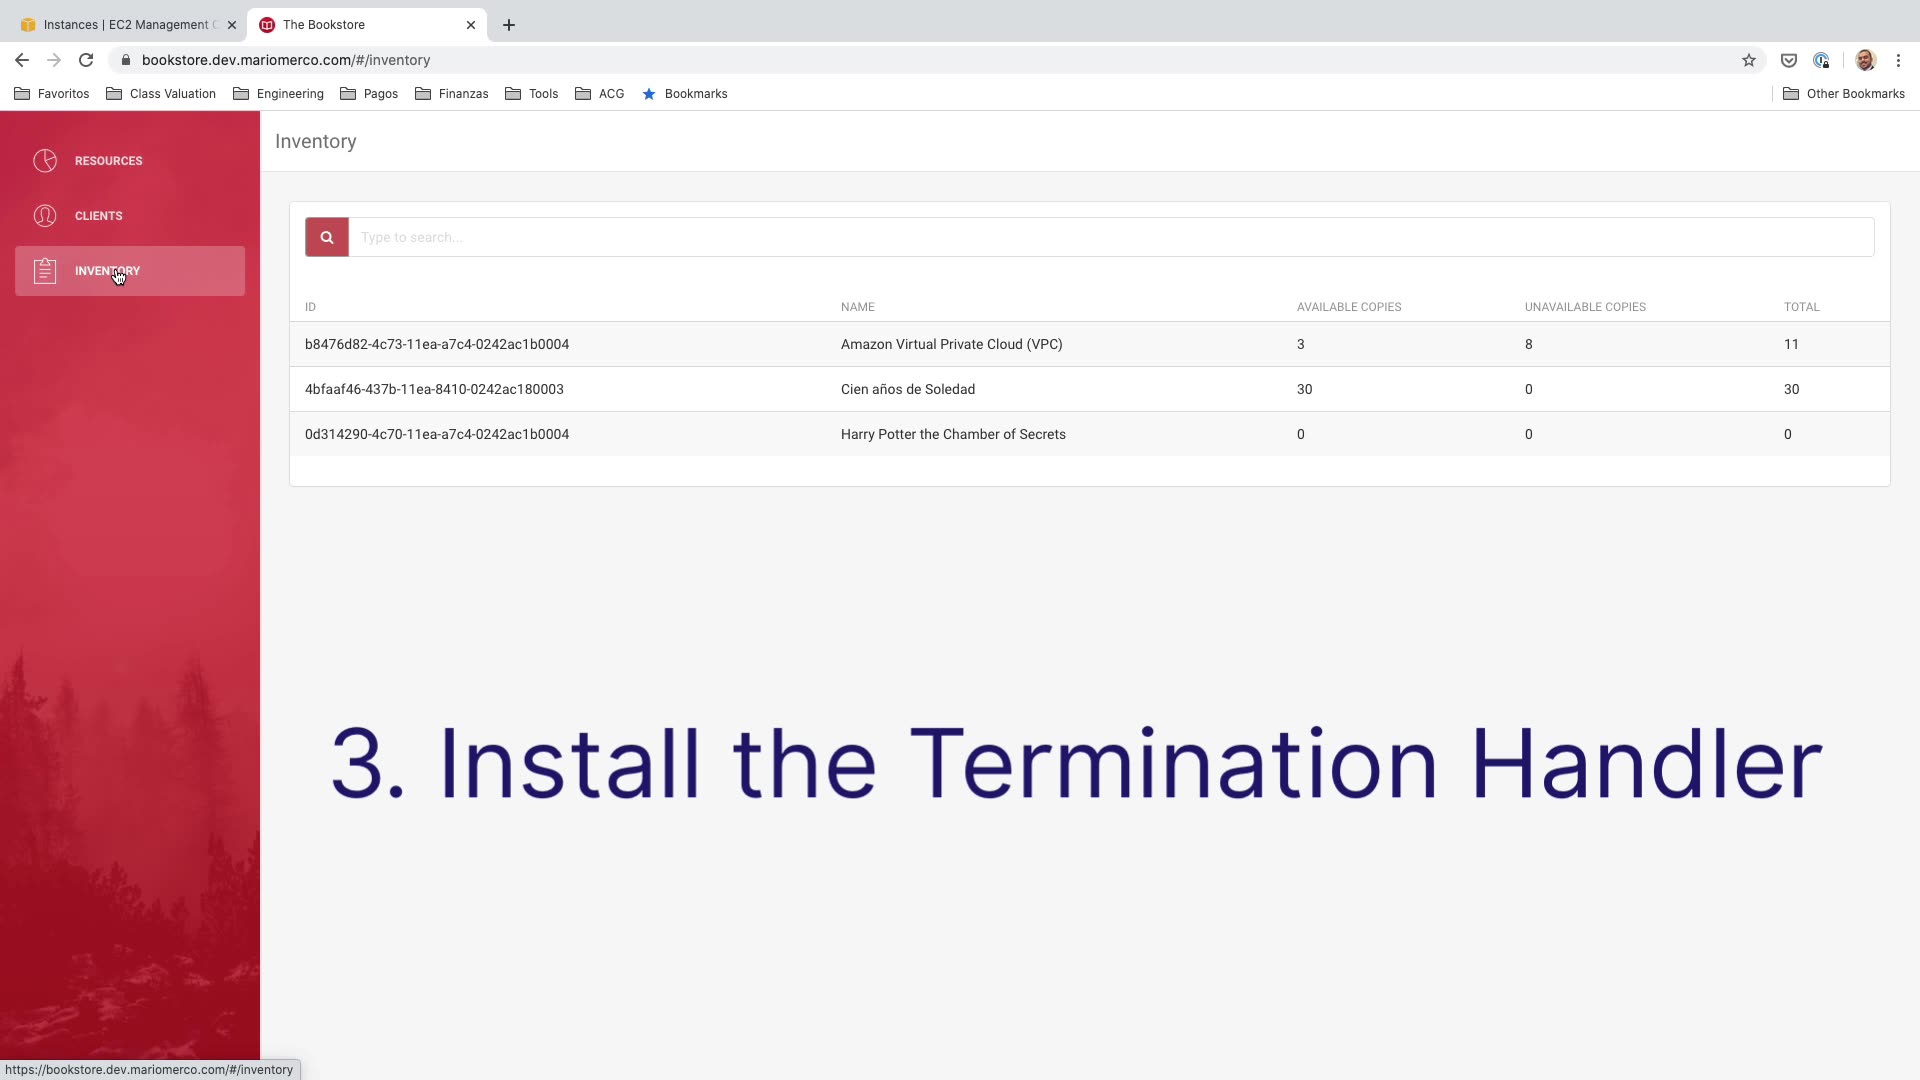 Instances | EC2 Management C
The Bookstore
bookstore.dev.mariomerco.com/#/inventory
Favoritos Class Valuation Engineering Pagos Finanzas Tools ACG Bookmarks Other Bookmarks
RESOURCES
CLIENTS
INVENTORY
Inventory
Type to search...
ID NAME AVAILABLE COPIES UNAVAILABLE COPIES TOTAL
b8476d82-4c73-11ea-a7c4-0242ac1b0004 Amazon Virtual Private Cloud (VPC) 3 8 11
4bfaaf46-437b-11ea-8410-0242ac180003 Cien años de Soledad 30 0 30
0d314290-4c70-11ea-a7c4-0242ac1b0004 Harry Potter the Chamber of Secrets 0 0 0
3. Install the Termination Handler
https://bookstore.dev.mariomerco.com/#/inventory